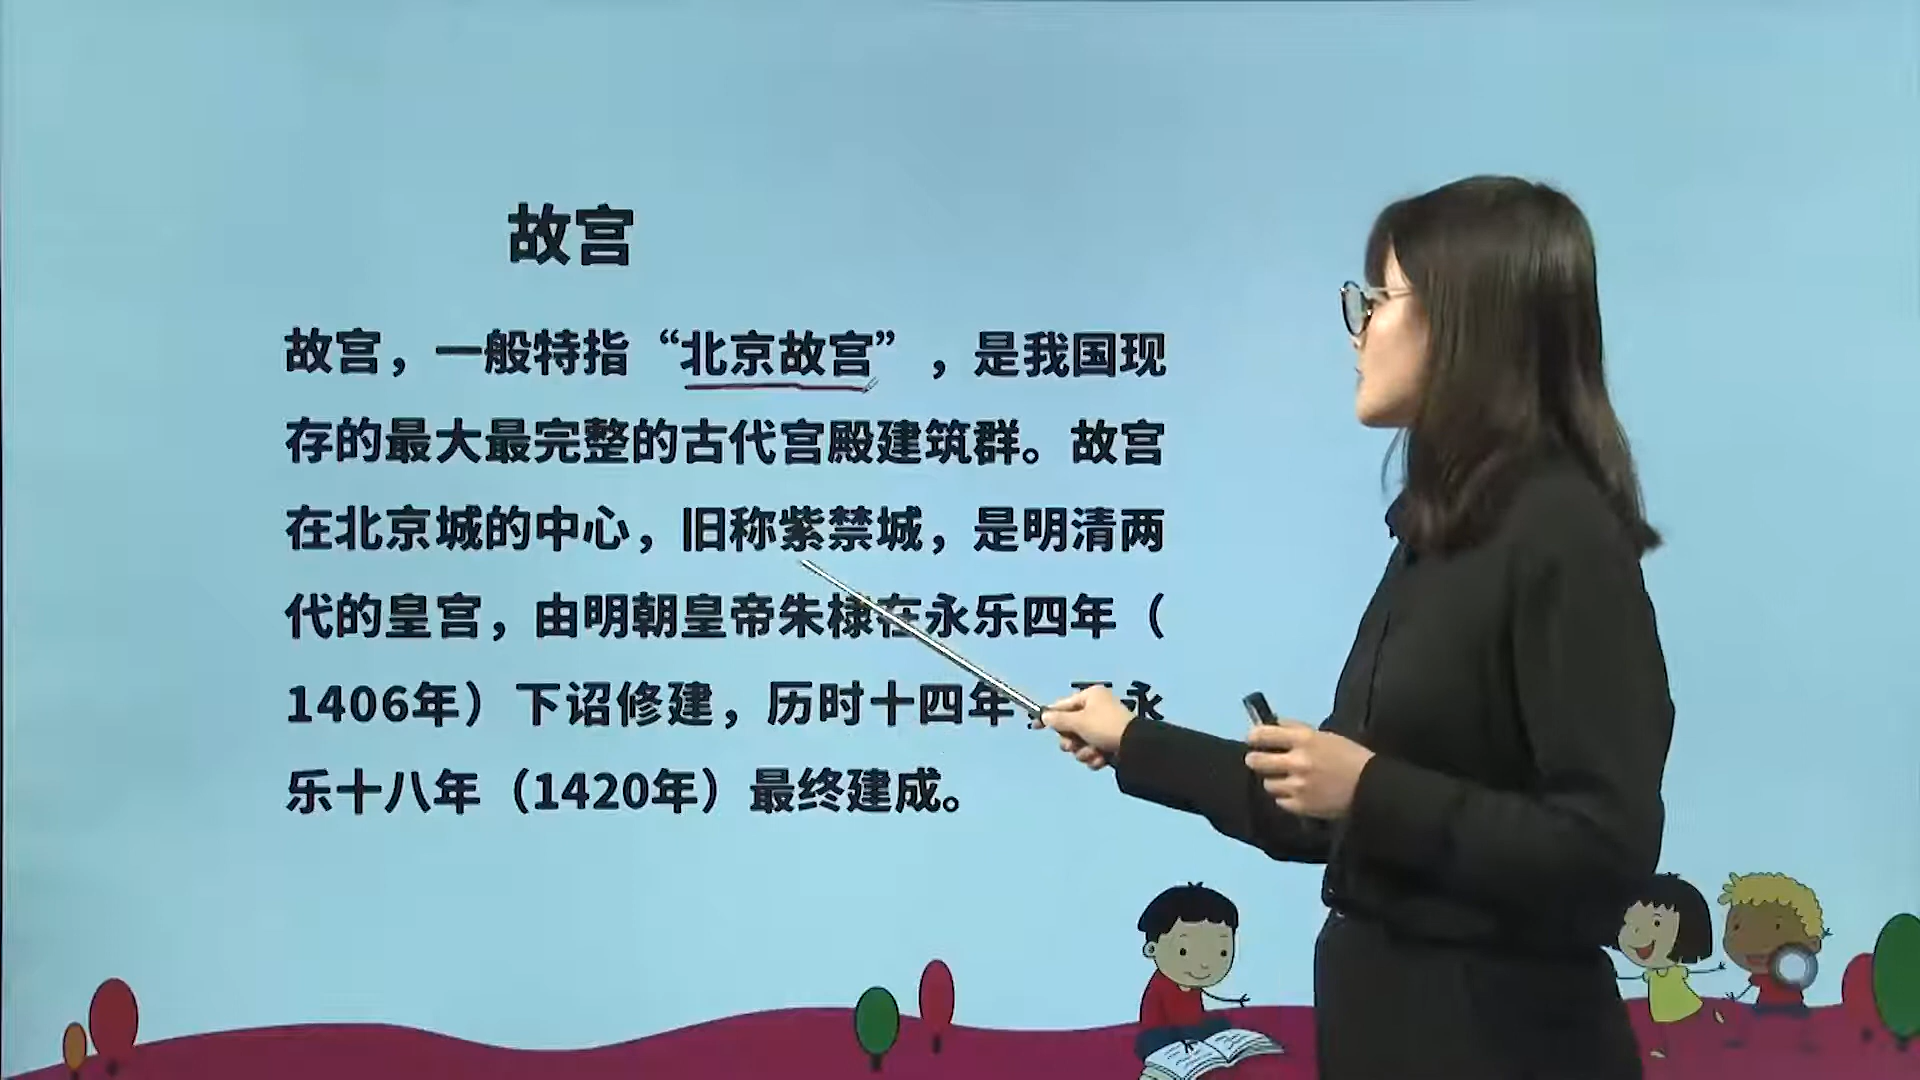 故宫
故宫，一般特指“北京故宫”，是我国现
存的最大最完整的古代宫殿建筑群。故宫
在北京城的中心，旧称紫禁城，是明清两
代的皇宫，由明朝皇帝朱棣在永乐四年（
1406年）下诏修建，历时十四年 永
乐十八年（1420年）最终建成。